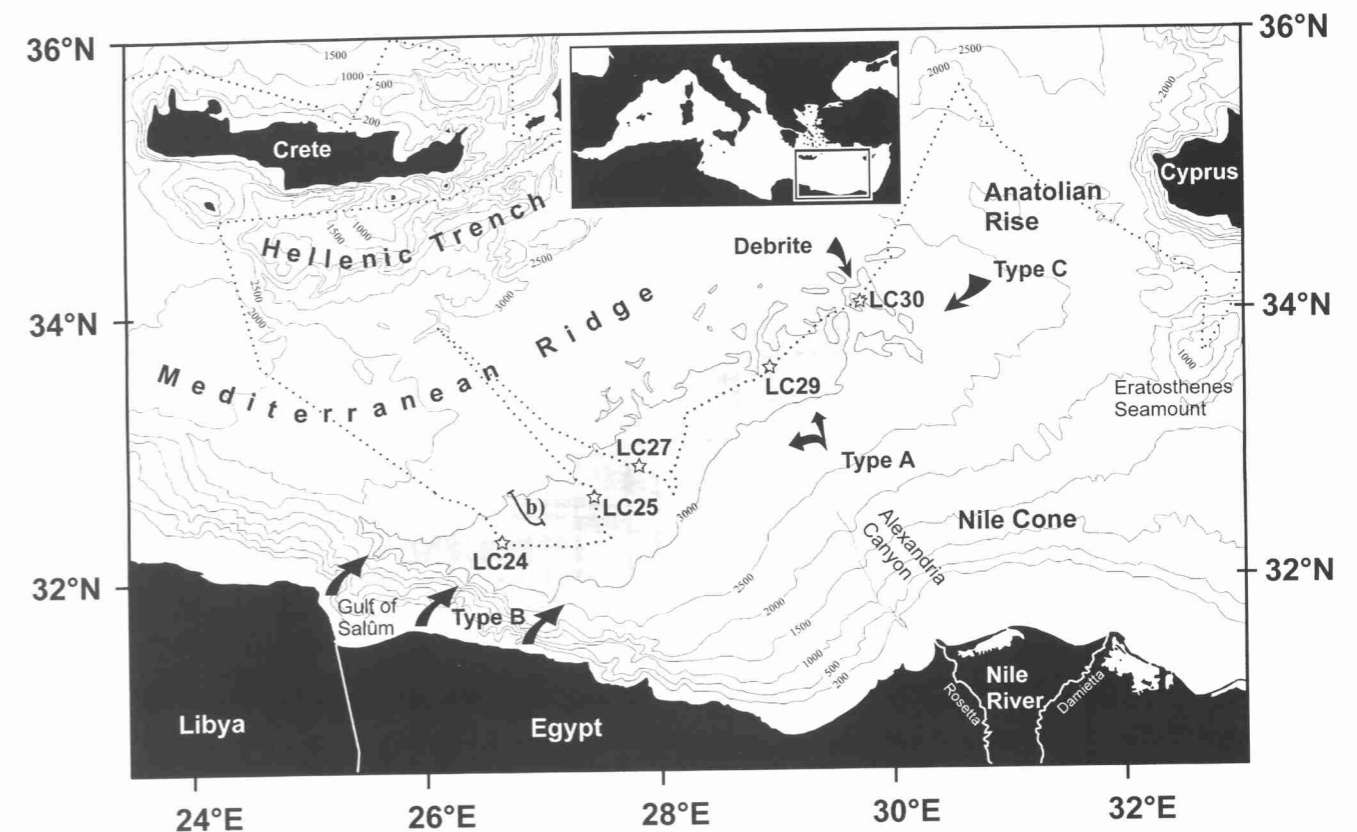 36°N
36°N
1500
1000
500
200
2500
2000
2000
Crete
Cyprus
Anatolian
Rise
1500
1000
Hellenic Trench
2500
Debrite
Type C
3000
2500
2000
LC30
34°N
34°N
Mediterranean Ridge
1000
LC29
Eratosthenes
Seamount
LC27
Type A
b)
LC25
3000
Nile Cone
Alexandria
Canyon
LC24
32°N
32°N
Gulf of
Salûm
Type B
2500
2000
1500
1000
500
200
Nile
River
Rosetta
Damietta
Libya
Egypt
24°E
26°E
28°E
30°E
32°E